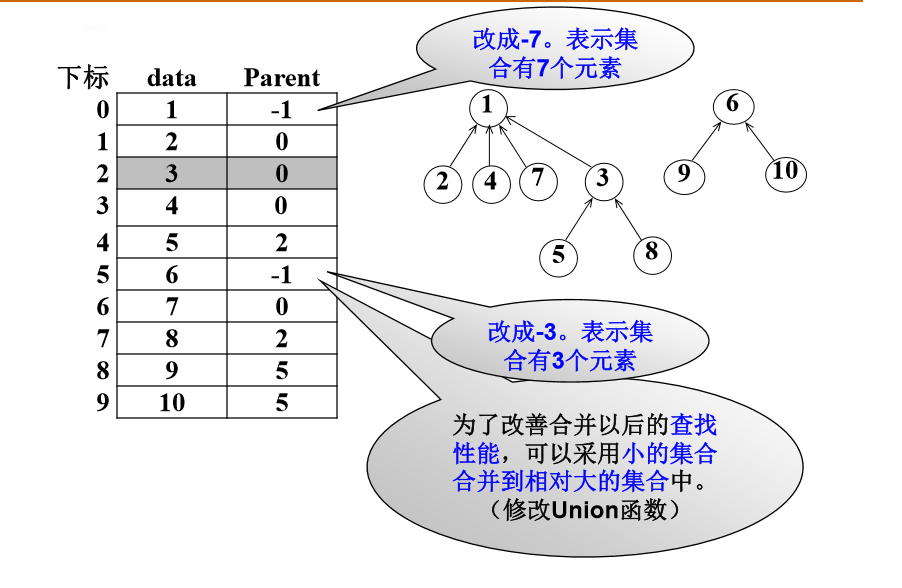 改成-7。表示集
合有7个元素
下标 data Parent
0 1 -1
1 2 0
2 3 0
3 4 0
4 5 2
5 6 -1
6 7 0
7 8 2
8 9 5
9 10 5
1
6
2 4 7 3
9 10
5 8
改成-3。表示集
合有3个元素
为了改善合并以后的查找
性能，可以采用小的集合
合并到相对大的集合中。
（修改Union函数）